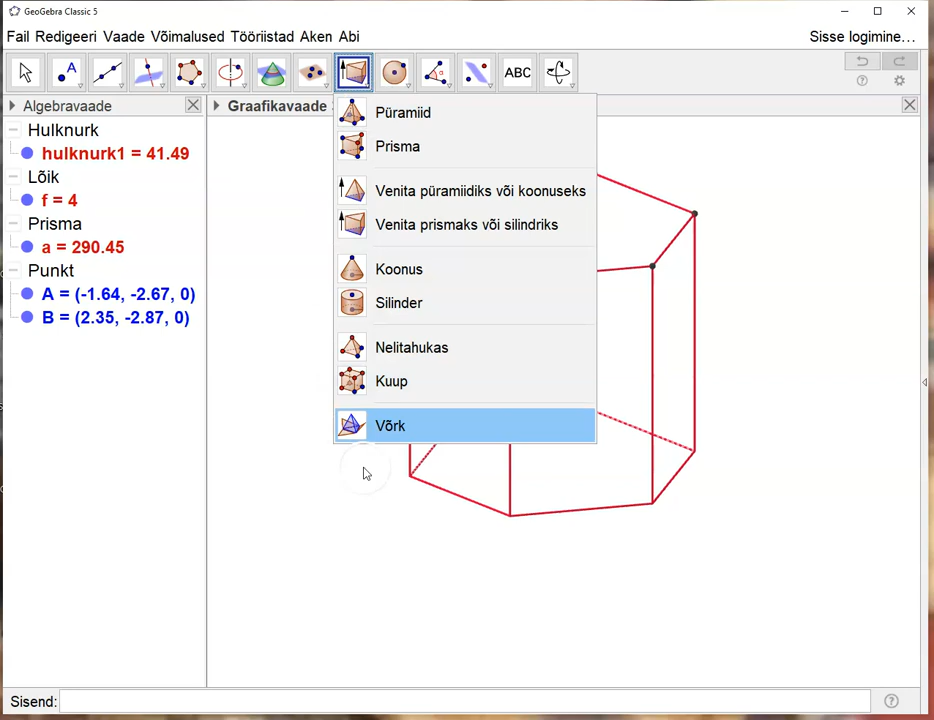 GeoGebra Classic 5
Fail Redigeeri Vaade Võimalused Tööriistad Aken Abi
Sisse logimine...
ABC
Algebravaade
Graafikavaade
Hulknurk
hulknurk1 = 41.49
Lõik
f = 4
Prisma
a = 290.45
Punkt
A = (-1.64, -2.67, 0)
B = (2.35, -2.87, 0)
Püramiid
Prisma
Venita püramiidiks või koonuseks
Venita prismaks või silindriks
Koonus
Silinder
Nelitahukas
Kuup
Võrk
Sisend: